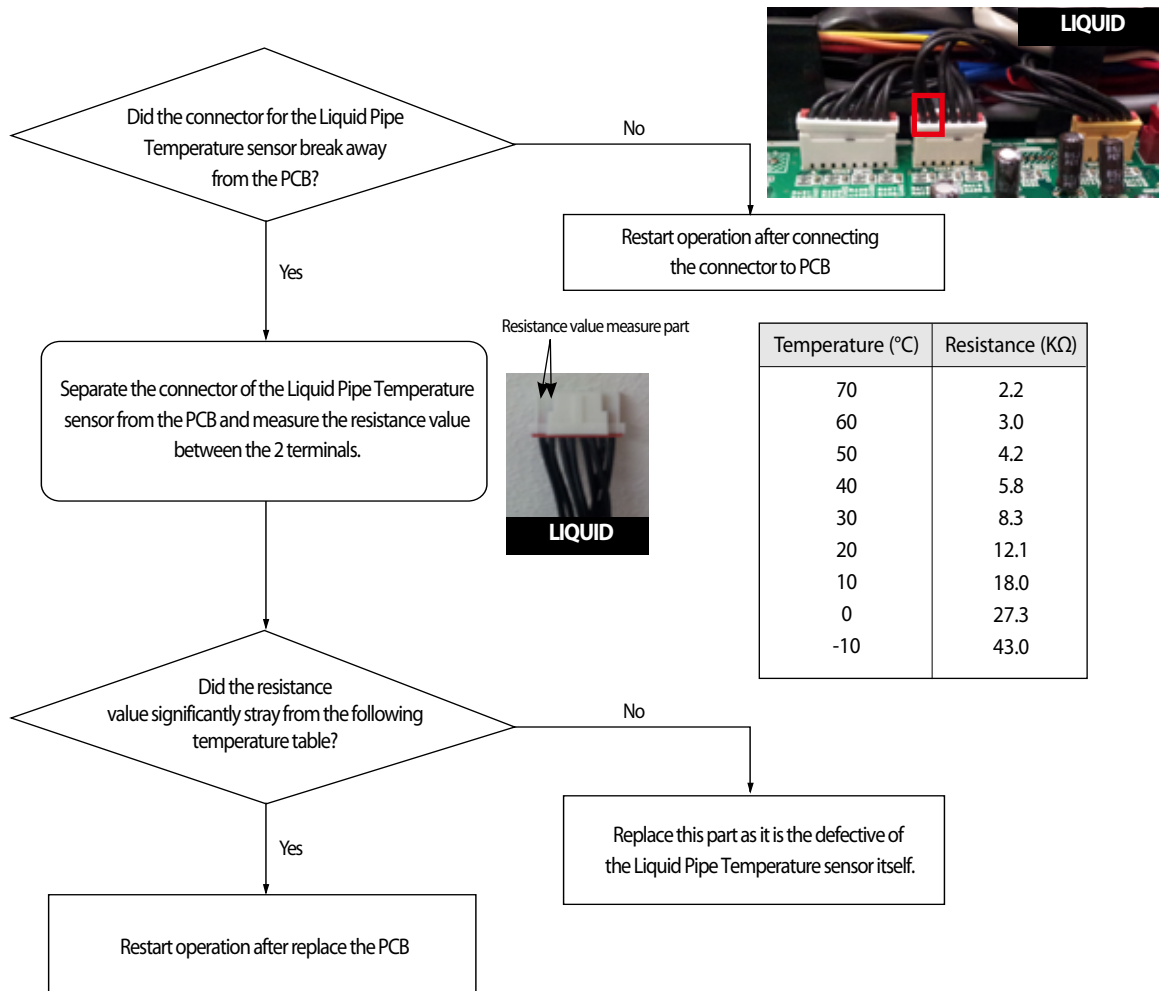 LIQUID
Did the connector for the Liquid Pipe
Temperature sensor break away
from the PCB?
No
Restart operation after connecting
the connector to PCB
Yes
Resistance value measure part
Separate the connector of the Liquid Pipe Temperature
sensor from the PCB and measure the resistance value
between the 2 terminals.
LIQUID
Temperature (°C) Resistance (KΩ)
70 2.2
60 3.0
50 4.2
40 5.8
30 8.3
20 12.1
10 18.0
0 27.3
-10 43.0
Did the resistance
value significantly stray from the following
temperature table?
No
Replace this part as it is the defective of
the Liquid Pipe Temperature sensor itself.
Yes
Restart operation after replace the PCB